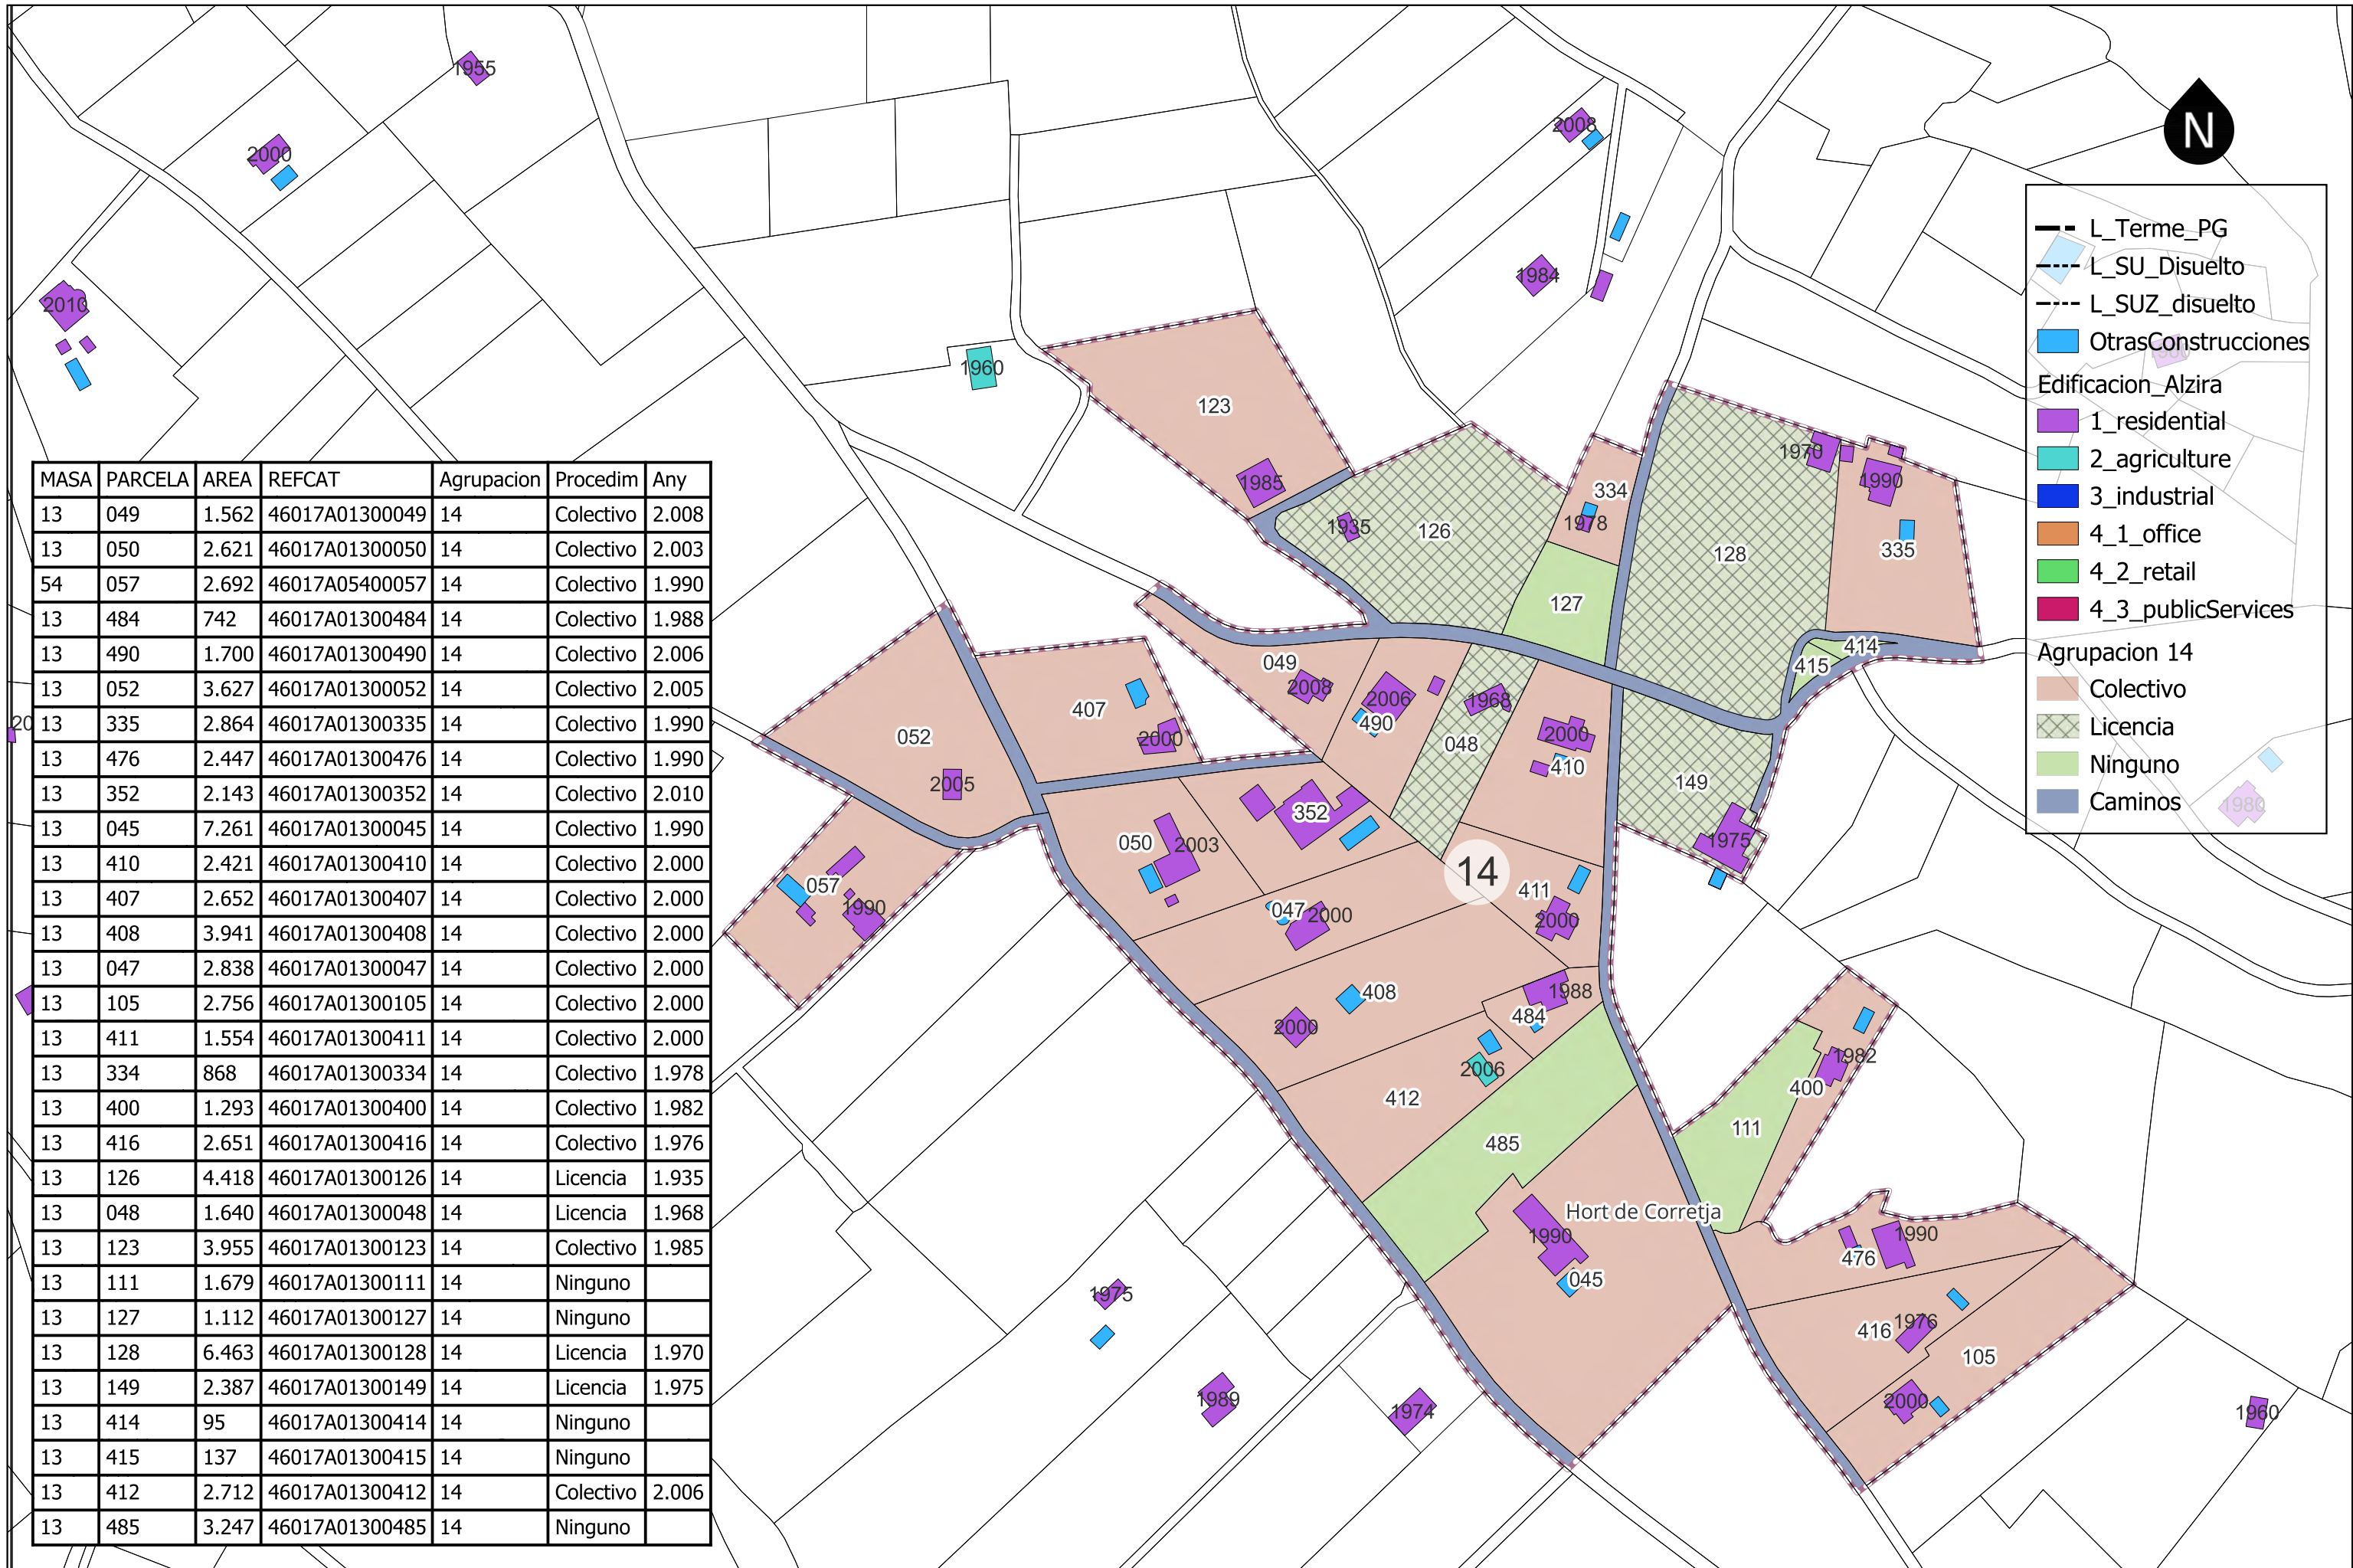 1955
2000
2008
N
2010
1984
1960
L_Terme_PG
L_SU_Disuelto
L_SUZ_disuelto
OtrasConstrucciones
Edificacion_Alzira
1_residential
2_agriculture
3_industrial
4_1_office
4_2_retail
4_3_publicServices
Agrupacion 14
Colectivo
Licencia
Ninguno
Caminos
1980
MASA PARCELA AREA REFCAT Agrupacion Procedim Any
13 049 1.562 46017A01300049 14 Colectivo 2.008
13 050 2.621 46017A01300050 14 Colectivo 2.003
54 057 2.692 46017A05400057 14 Colectivo 1.990
13 484 742 46017A01300484 14 Colectivo 1.988
13 490 1.700 46017A01300490 14 Colectivo 2.006
13 052 3.627 46017A01300052 14 Colectivo 2.005
13 335 2.864 46017A01300335 14 Colectivo 1.990
13 476 2.447 46017A01300476 14 Colectivo 1.990
13 352 2.143 46017A01300352 14 Colectivo 2.010
13 045 7.261 46017A01300045 14 Colectivo 1.990
13 410 2.421 46017A01300410 14 Colectivo 2.000
13 407 2.652 46017A01300407 14 Colectivo 2.000
13 408 3.941 46017A01300408 14 Colectivo 2.000
13 047 2.838 46017A01300047 14 Colectivo 2.000
13 105 2.756 46017A01300105 14 Colectivo 2.000
13 411 1.554 46017A01300411 14 Colectivo 2.000
13 334 868 46017A01300334 14 Colectivo 1.978
13 400 1.293 46017A01300400 14 Colectivo 1.982
13 416 2.651 46017A01300416 14 Colectivo 1.976
13 126 4.418 46017A01300126 14 Licencia 1.935
13 048 1.640 46017A01300048 14 Licencia 1.968
13 123 3.955 46017A01300123 14 Colectivo 1.985
13 111 1.679 46017A01300111 14 Ninguno
13 127 1.112 46017A01300127 14 Ninguno
13 128 6.463 46017A01300128 14 Licencia 1.970
13 149 2.387 46017A01300149 14 Licencia 1.975
13 414 95 46017A01300414 14 Ninguno
13 415 137 46017A01300415 14 Ninguno
13 412 2.712 46017A01300412 14 Colectivo 2.006
13 485 3.247 46017A01300485 14 Ninguno
20
123
1985
1935
126
334
1978
127
128
1970
1990
335
414
415
049
2008
2006
490
1968
048
2000
410
149
1975
407
2000
052
2005
057
1990
050
2003
352
047
2000
14
411
2000
408
2000
1988
484
2006
412
485
111
400
1982
Hort de Corretja
1990
045
1990
476
1976
416
105
2000
1975
1989
1974
1960